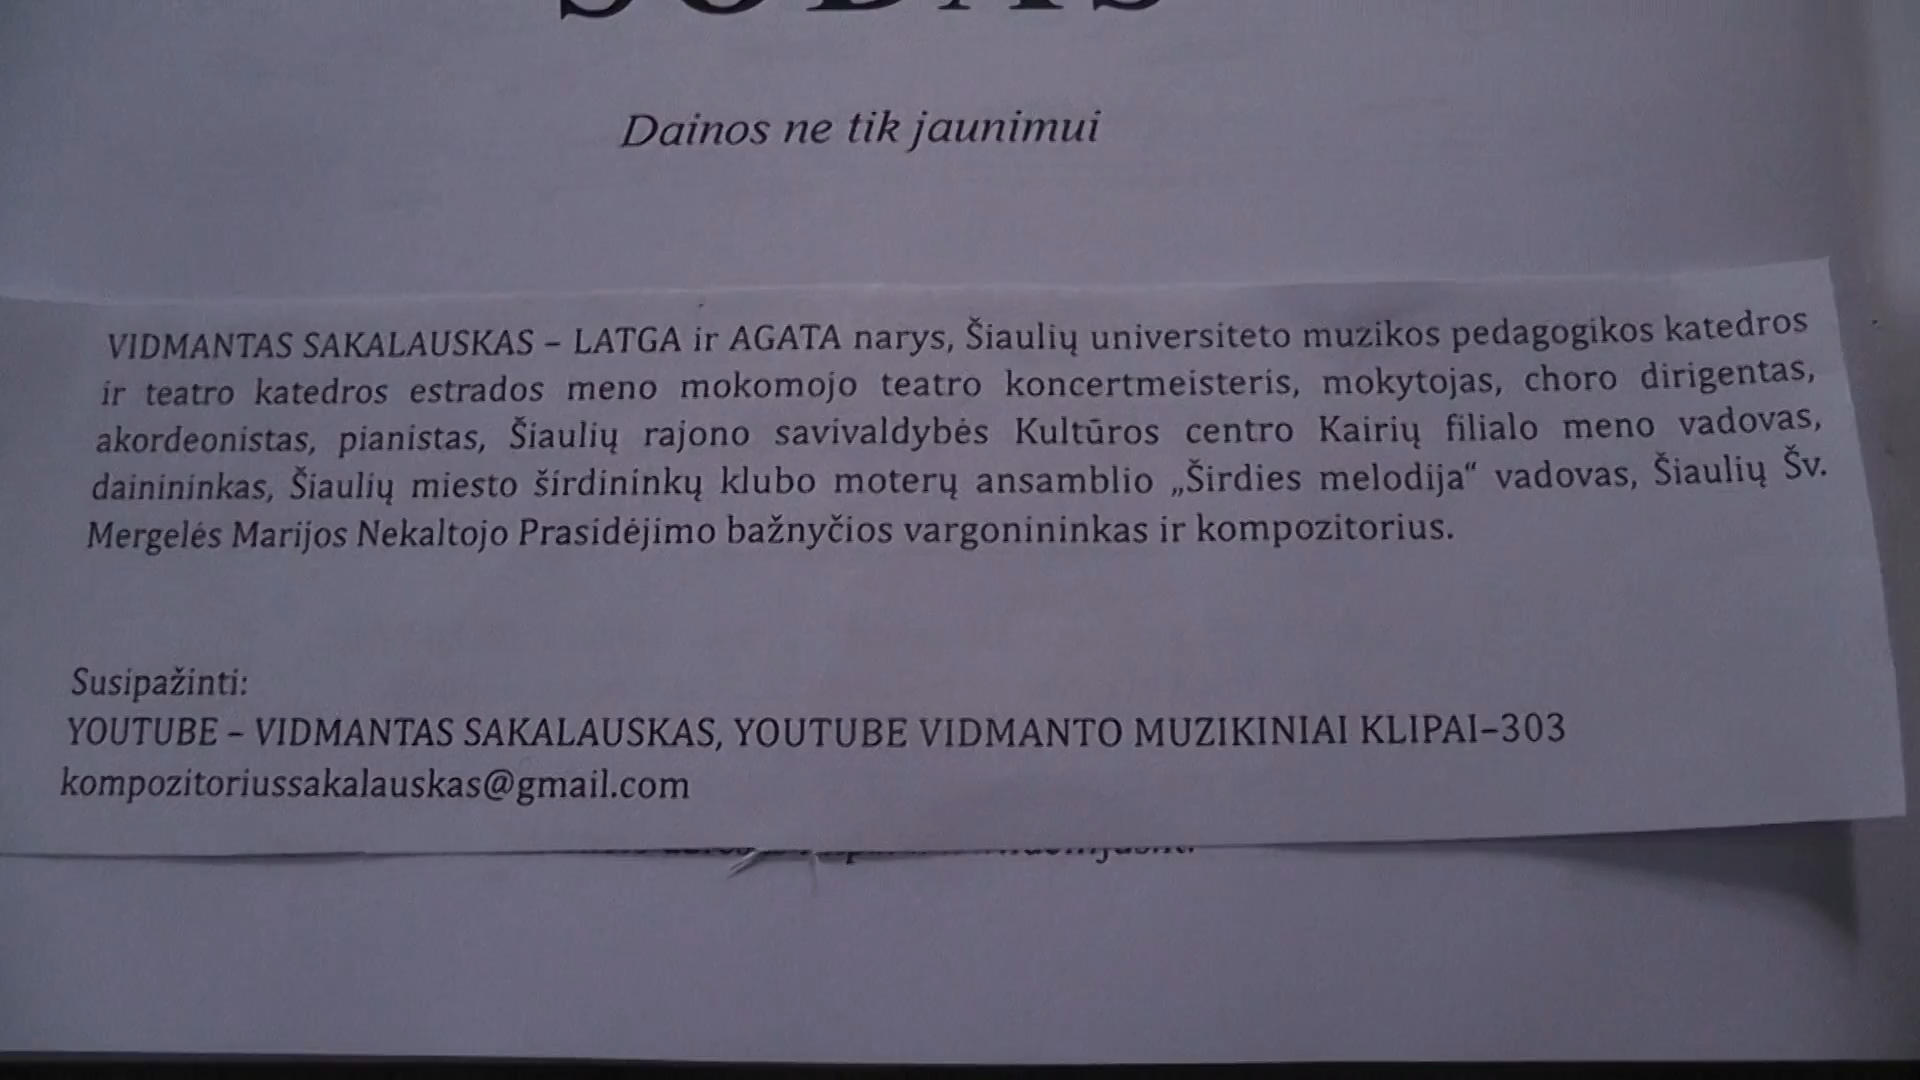 Dainos ne tik jaunimui
VIDMANTAS SAKALAUSKAS – LATGA ir AGATA narys, Šiaulių universiteto muzikos pedagogikos katedros
ir teatro katedros estrados meno mokomojo teatro koncertmeisteris, mokytojas, choro dirigentas,
akordeonistas, pianistas, Šiaulių rajono savivaldybės Kultūros centro Kairių filialo meno vadovas,
dainininkas, Šiaulių miesto širdininkų klubo moterų ansamblio „Širdies melodija“ vadovas, Šiaulių Šv.
Mergelės Marijos Nekaltojo Prasidėjimo bažnyčios vargonininkas ir kompozitorius.
Susipažinti:
YOUTUBE – VIDMANTAS SAKALAUSKAS, YOUTUBE VIDMANTO MUZIKINIAI KLIPAI–303
kompozitoriussakalauskas@gmail.com